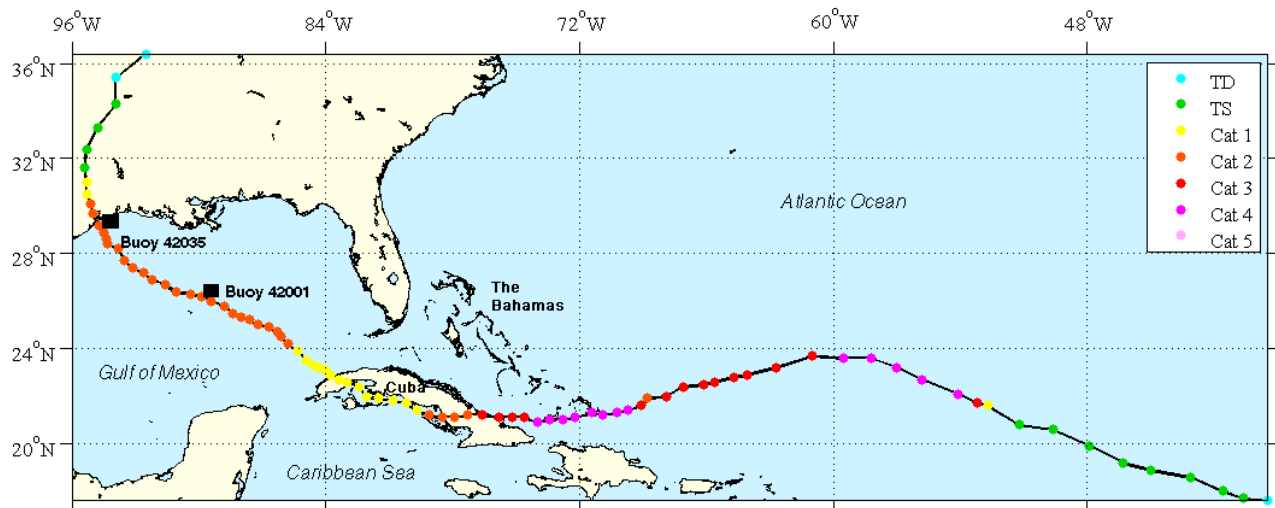 96°W 84°W 72°W 60°W 48°W
36°N
32°N
28°N
24°N
20°N
TD
TS
Cat 1
Cat 2
Cat 3
Cat 4
Cat 5
Atlantic Ocean
Buoy 42035
Buoy 42001
The
Bahamas
Gulf of Mexico
Cuba
Caribbean Sea